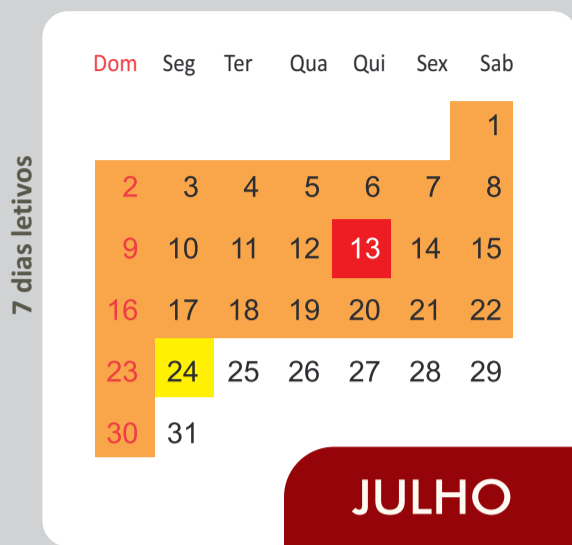 7 dias letivos
Dom Seg Ter Qua Qui Sex Sab
1
2 3 4 5 6 7 8
9 10 11 12 13 14 15
16 17 18 19 20 21 22
23 24 25 26 27 28 29
30 31
JULHO